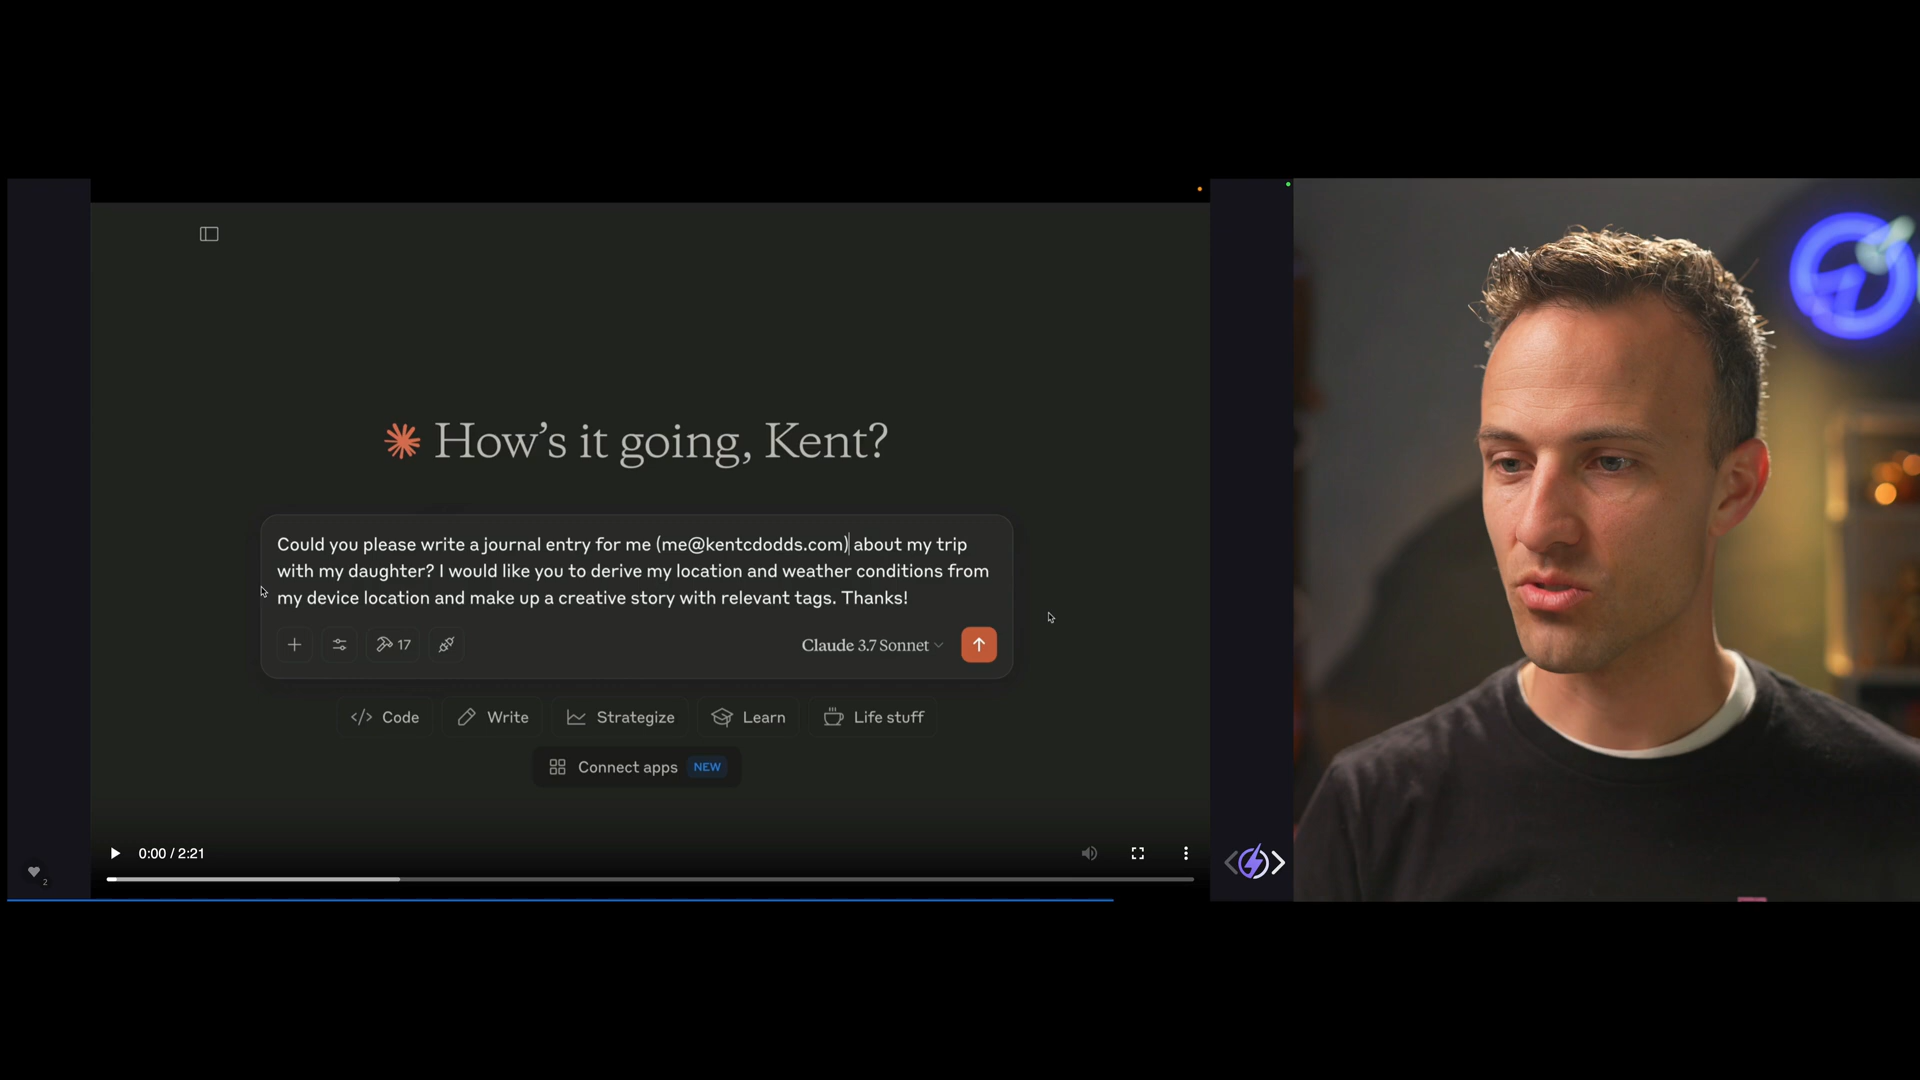 How's it going, Kent?
Could you please write a journal entry for me (me@kentcdodds.com) about my trip
with my daughter? I would like you to derive my location and weather conditions from
my device location and make up a creative story with relevant tags. Thanks!
17
Claude 3.7 Sonnet
Code
Write
Strategize
Learn
Life stuff
Connect apps NEW
0:00 / 2:21
2